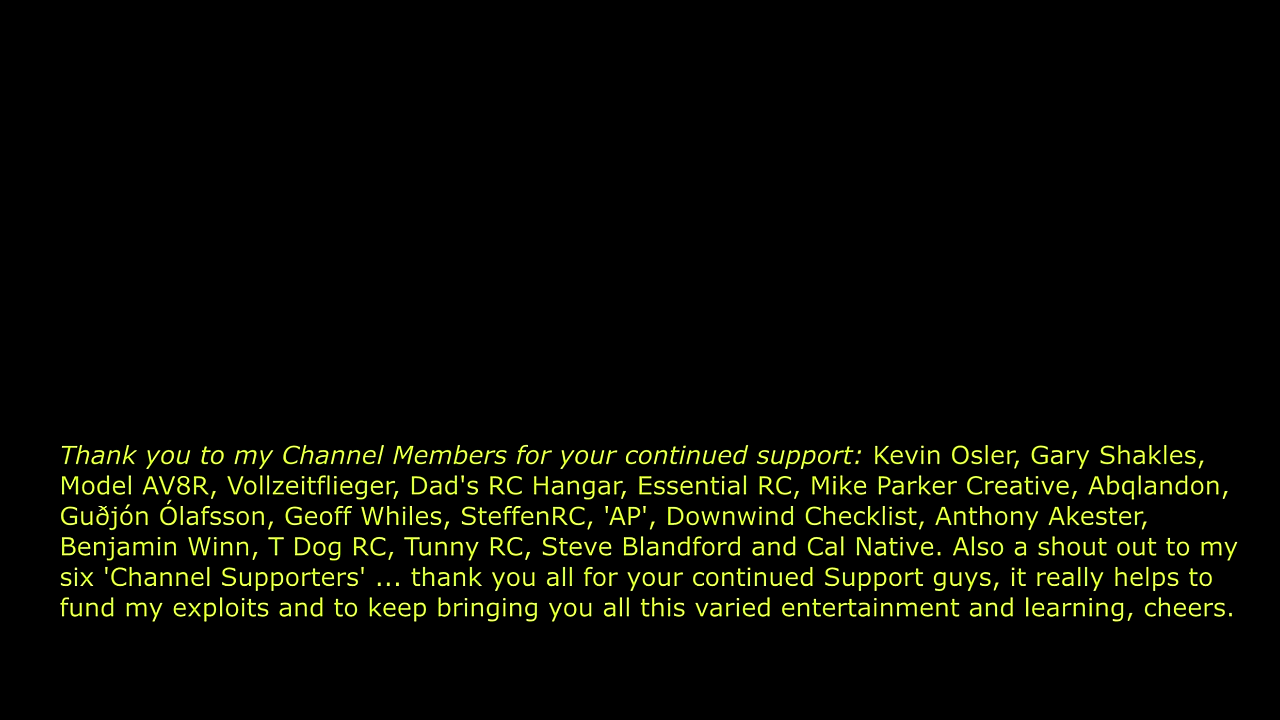 Thank you to my Channel Members for your continued support: Kevin Osler, Gary Shakles,
Model AV8R, Vollzeitflieger, Dad's RC Hangar, Essential RC, Mike Parker Creative, Abqlandon,
Guðjón Ólafsson, Geoff Whiles, SteffenRC, 'AP', Downwind Checklist, Anthony Akester,
Benjamin Winn, T Dog RC, Tunny RC, Steve Blandford and Cal Native. Also a shout out to my
six 'Channel Supporters' ... thank you all for your continued Support guys, it really helps to
fund my exploits and to keep bringing you all this varied entertainment and learning, cheers.